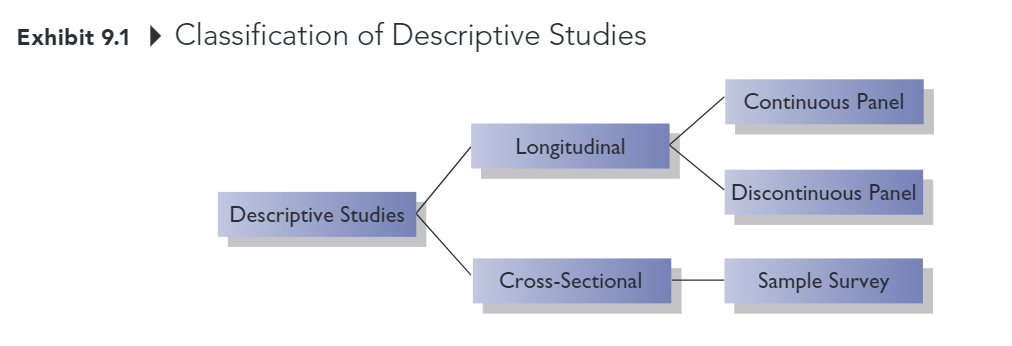 Exhibit 9.1 ▶ Classification of Descriptive Studies
Continuous Panel
Longitudinal
Discontinuous Panel
Descriptive Studies
Cross-Sectional
Sample Survey